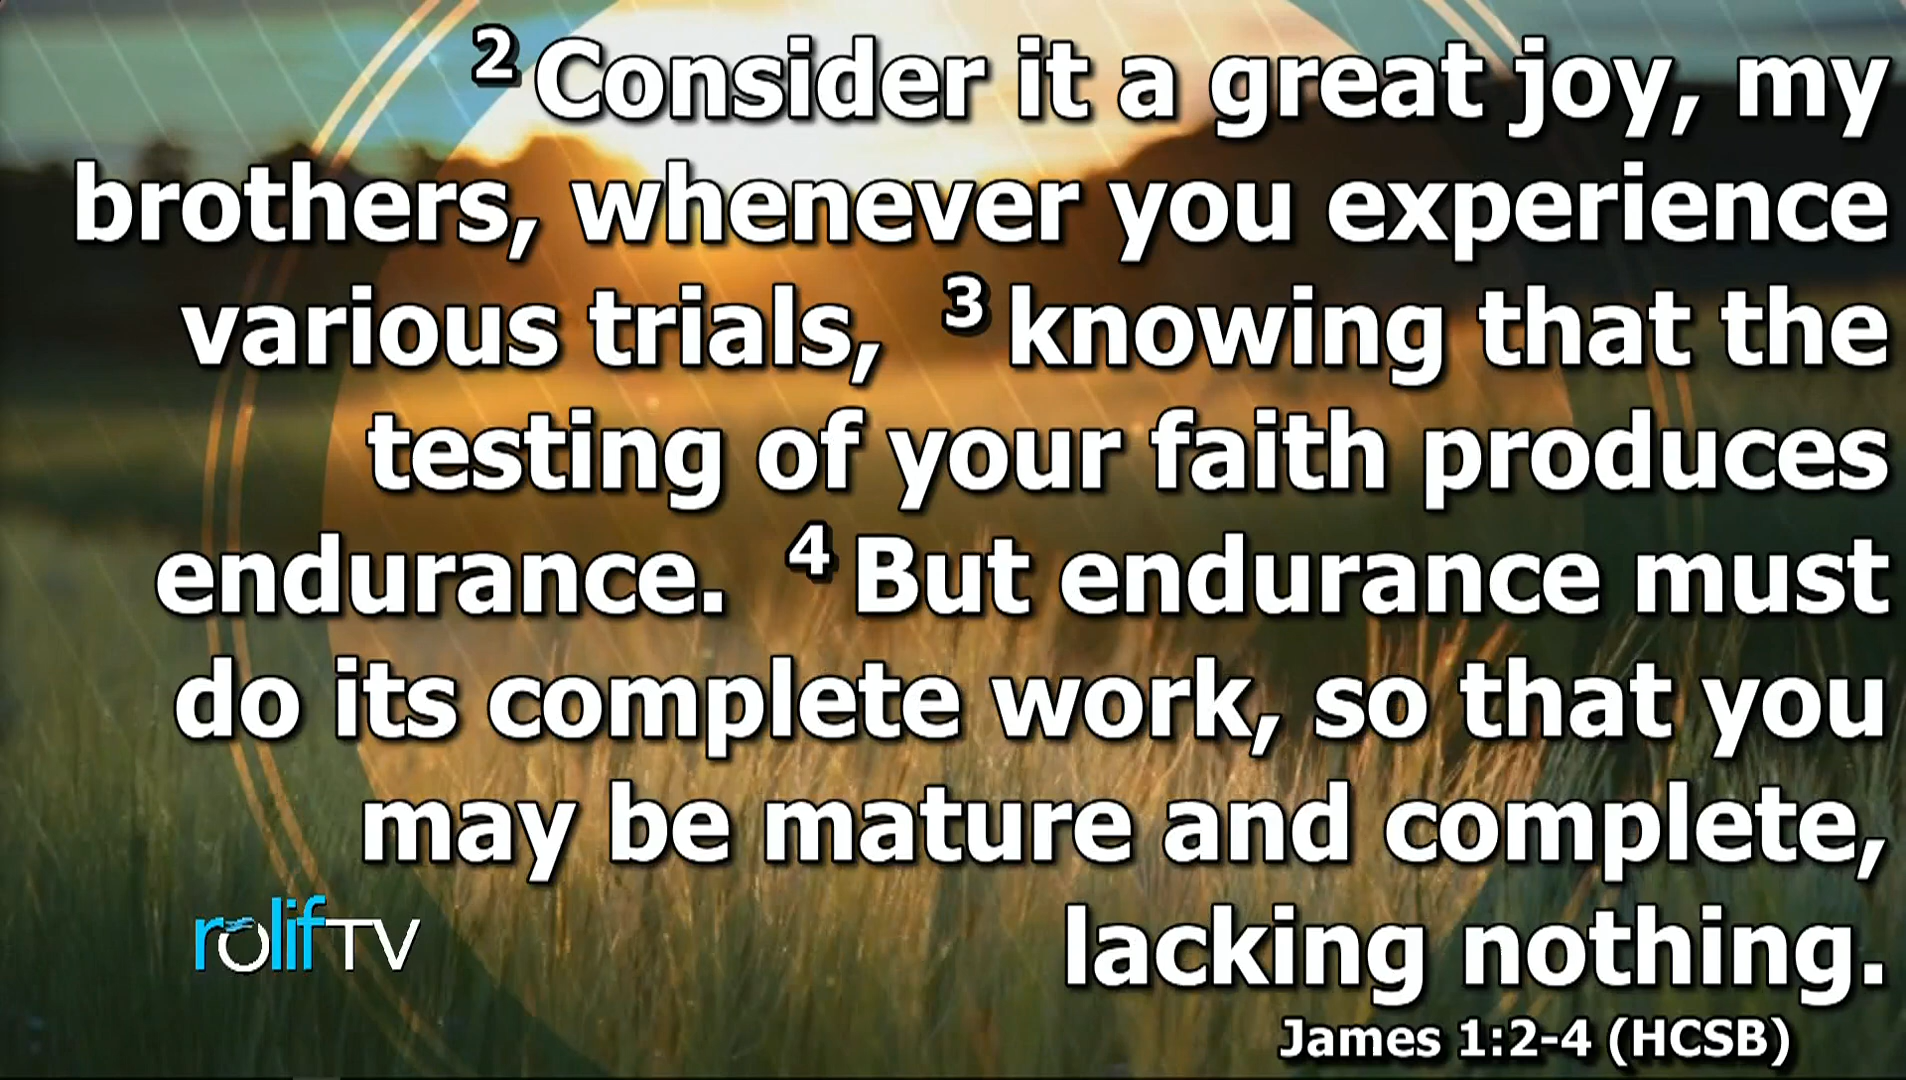 2 Consider it a great joy, my
brothers, whenever you experience
various trials, 3 knowing that the
testing of your faith produces
endurance. 4 But endurance must
do its complete work, so that you
may be mature and complete,
lacking nothing.
rolifTV
James 1:2-4 (HCSB)